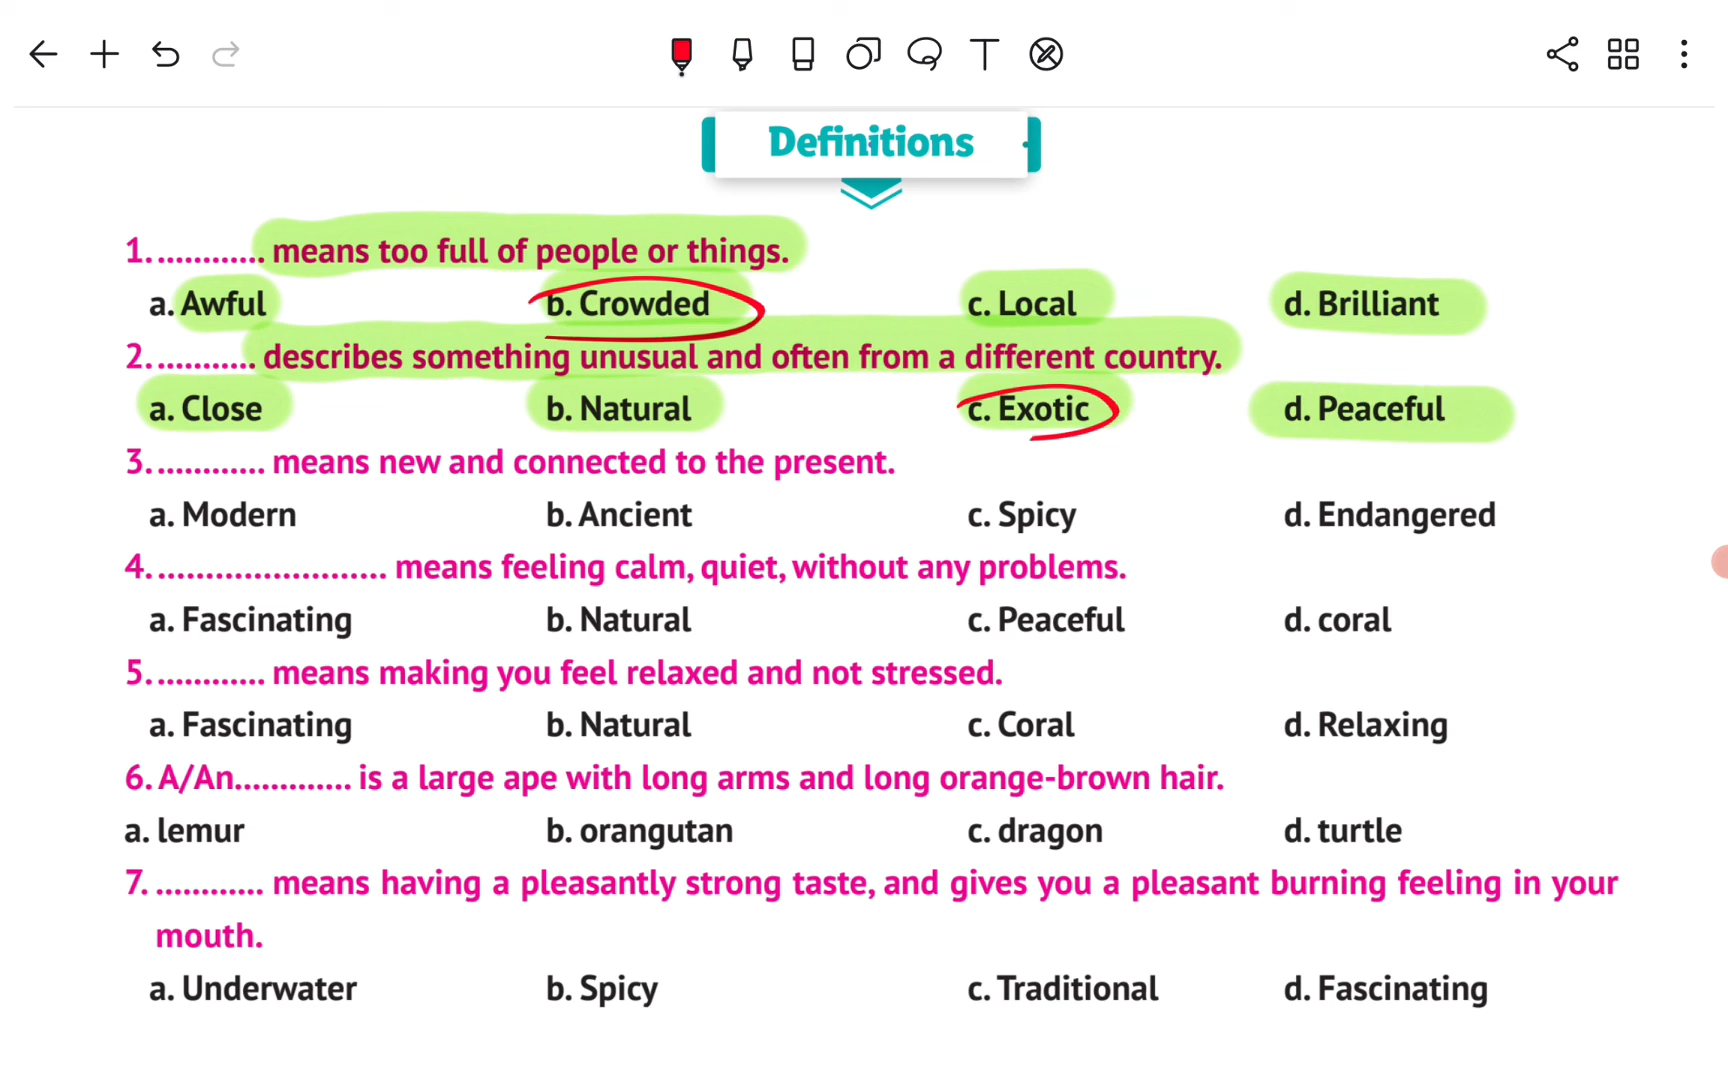 Definitions
1. ............ means too full of people or things.
a. Awful b. Crowded c. Local d. Brilliant
2. ........... describes something unusual and often from a different country.
a. Close b. Natural c. Exotic d. Peaceful
3. ............ means new and connected to the present.
a. Modern b. Ancient c. Spicy d. Endangered
4. ........................ means feeling calm, quiet, without any problems.
a. Fascinating b. Natural c. Peaceful d. coral
5. ............ means making you feel relaxed and not stressed.
a. Fascinating b. Natural c. Coral d. Relaxing
6. A/An............. is a large ape with long arms and long orange-brown hair.
a. lemur b. orangutan c. dragon d. turtle
7. ............ means having a pleasantly strong taste, and gives you a pleasant burning feeling in your
mouth.
a. Underwater b. Spicy c. Traditional d. Fascinating